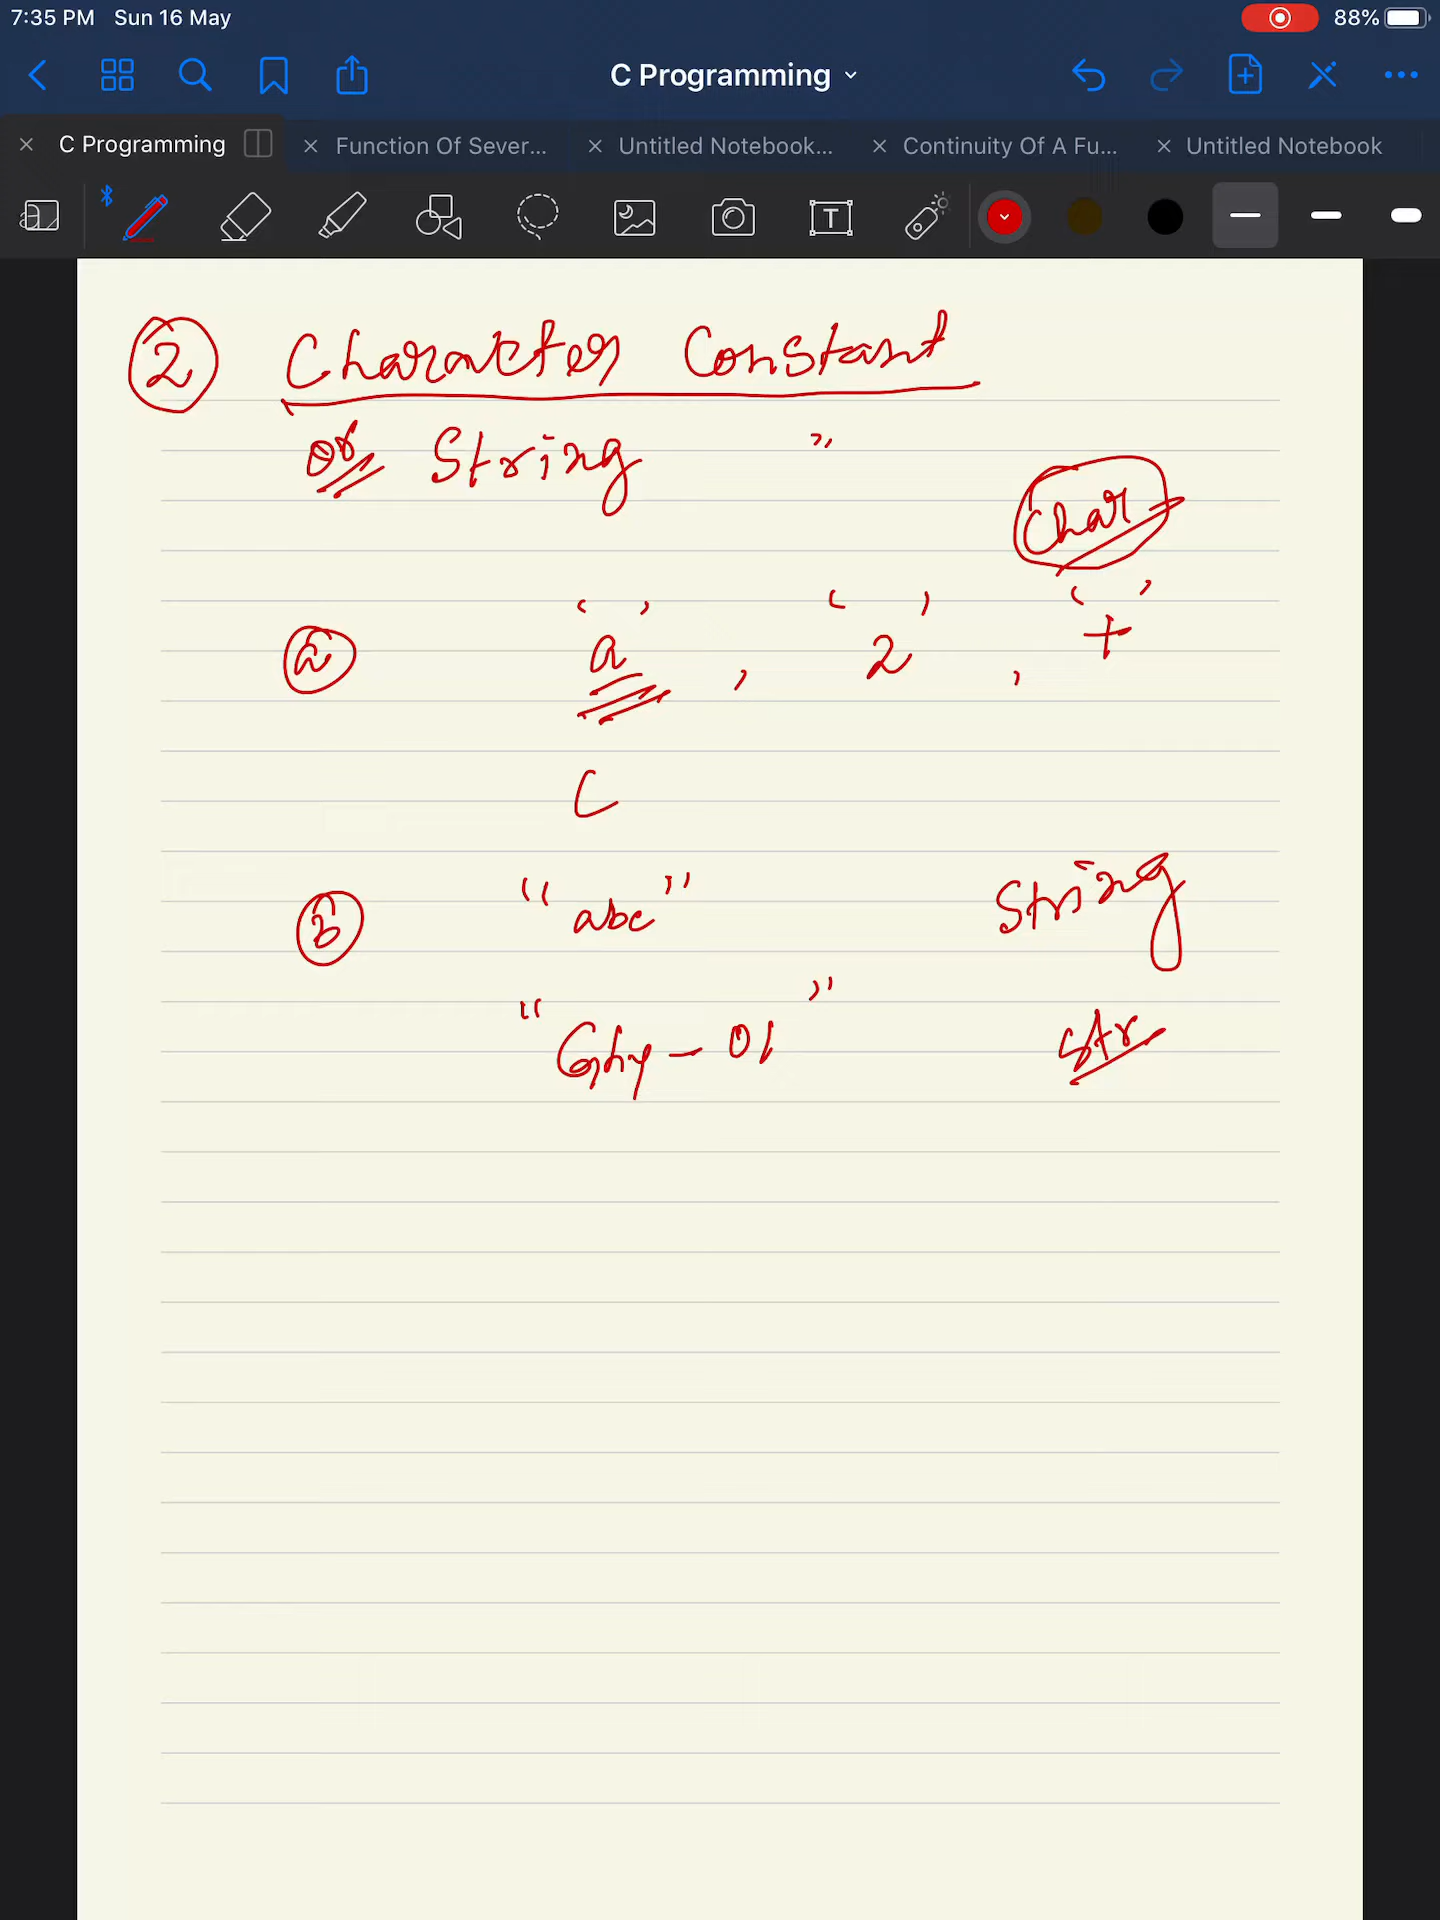 7:35 PM Sun 16 May 88%
C Programming
C Programming Function Of Sever... Untitled Notebook... Continuity Of A Fu... Untitled Notebook
② Character Constant
or String "
Char
ⓐ 'a' , '2' , '+'
C
ⓑ "abc" String
"Ghy - 01" Str